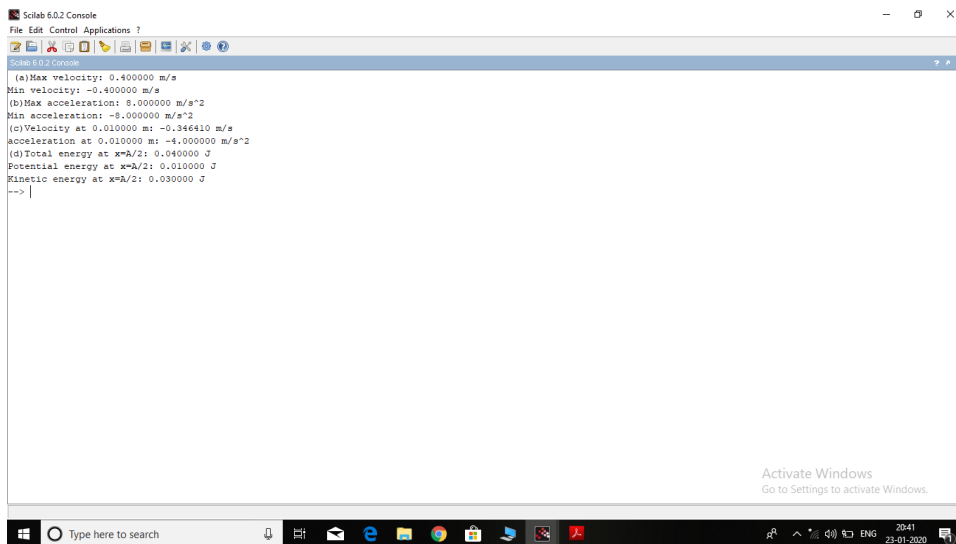 Scilab 6.0.2 Console
File Edit Control Applications ?
Scilab 6.0.2 Console
(a)Max velocity: 0.400000 m/s
Min velocity: -0.400000 m/s
(b)Max acceleration: 8.000000 m/s^2
Min acceleration: -8.000000 m/s^2
(c)Velocity at 0.010000 m: -0.346410 m/s
acceleration at 0.010000 m: -4.000000 m/s^2
(d)Total energy at x=A/2: 0.040000 J
Potential energy at x=A/2: 0.010000 J
Kinetic energy at x=A/2: 0.030000 J
-->
Activate Windows
Go to Settings to activate Windows.
Type here to search
ENG
20:41
23-01-2020